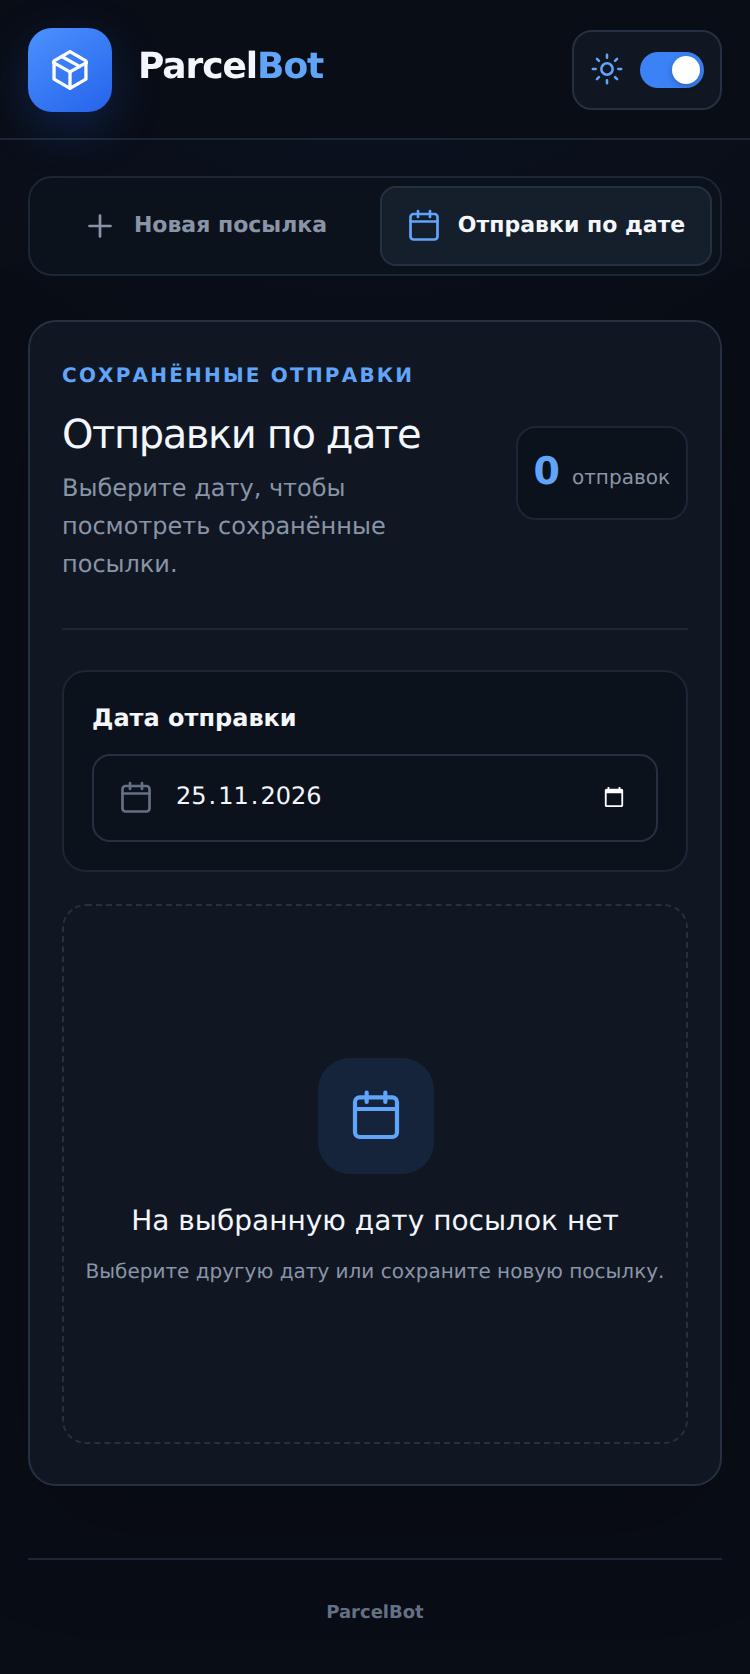 ParcelBot
Новая посылка
Отправки по дате
СОХРАНЁННЫЕ ОТПРАВКИ
Отправки по дате
Выберите дату, чтобы
посмотреть сохранённые
посылки.
0 отправок
Дата отправки
25.11.2026
На выбранную дату посылок нет
Выберите другую дату или сохраните новую посылку.
ParcelBot